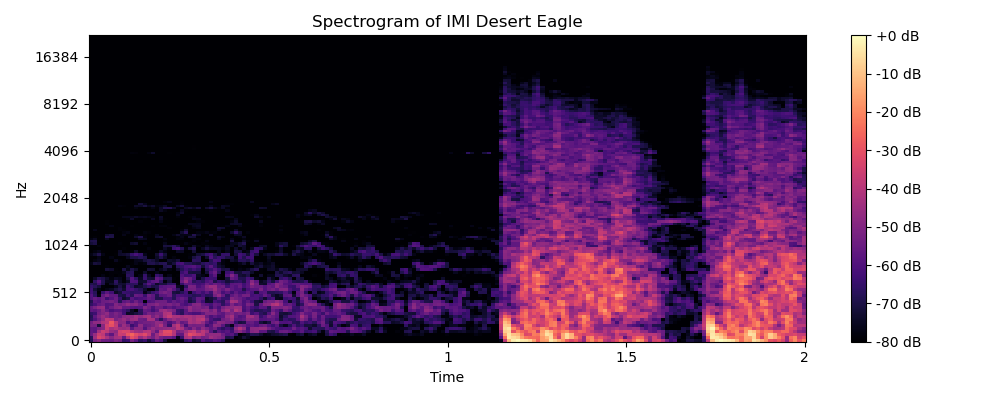 Spectrogram of IMI Desert Eagle
16384
8192
4096
2048
1024
512
0
Hz
0
0.5
1
1.5
2
Time
+0 dB
-10 dB
-20 dB
-30 dB
-40 dB
-50 dB
-60 dB
-70 dB
-80 dB